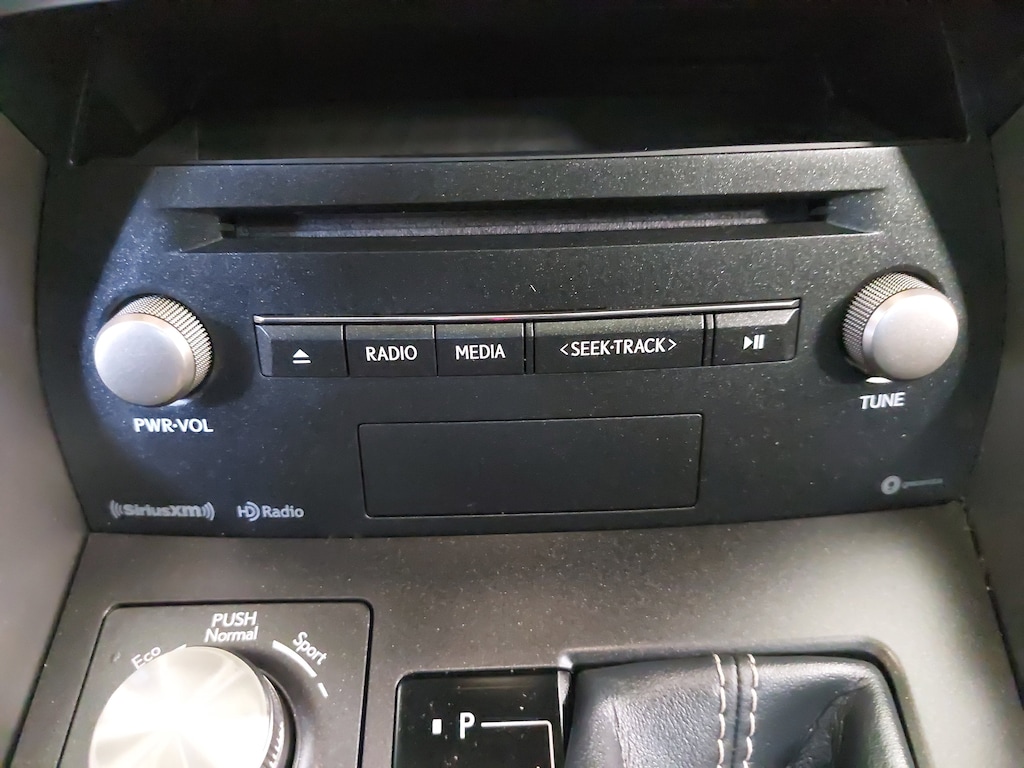 RADIO
MEDIA
<SEEK·TRACK>
PWR·VOL
TUNE
SiriusXM
HD Radio
PUSH
Normal
Eco
Sport
P